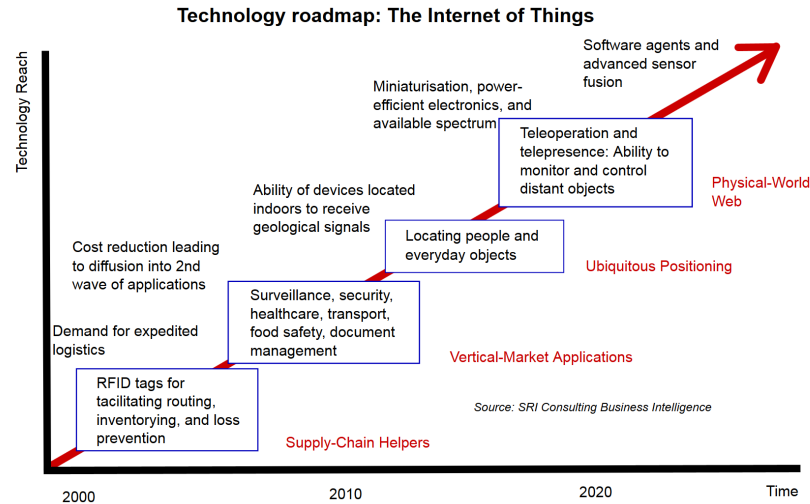 Technology roadmap: The Internet of Things
Technology Reach
Software agents and
advanced sensor
fusion
Miniaturisation, power-
efficient electronics, and
available spectrum
Teleoperation and
telepresence: Ability to
monitor and control
distant objects
Physical-World
Web
Ability of devices located
indoors to receive
geological signals
Locating people and
everyday objects
Ubiquitous Positioning
Cost reduction leading
to diffusion into 2nd
wave of applications
Surveillance, security,
healthcare, transport,
food safety, document
management
Vertical-Market Applications
Demand for expedited
logistics
RFID tags for
tacilitating routing,
inventorying, and loss
prevention
Supply-Chain Helpers
Source: SRI Consulting Business Intelligence
2000
2010
2020
Time